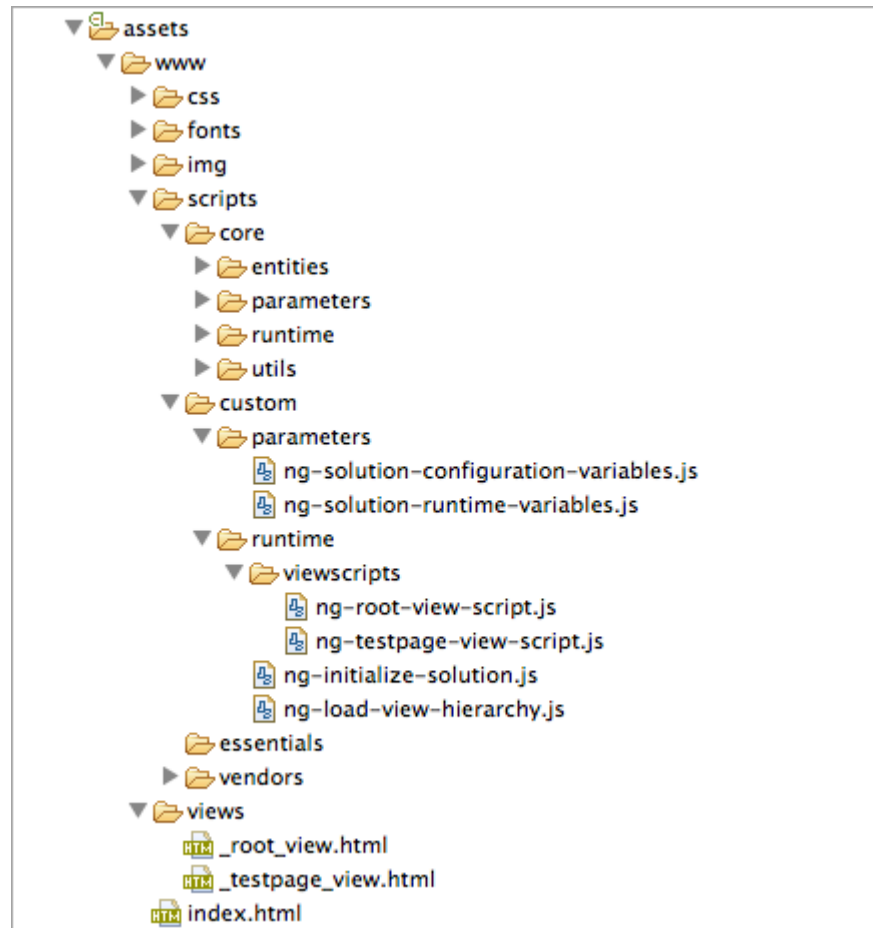 assets
www
css
fonts
img
scripts
core
entities
parameters
runtime
utils
custom
parameters
ng-solution-configuration-variables.js
ng-solution-runtime-variables.js
runtime
viewscripts
ng-root-view-script.js
ng-testpage-view-script.js
ng-initialize-solution.js
ng-load-view-hierarchy.js
essentials
vendors
views
_root_view.html
_testpage_view.html
index.html